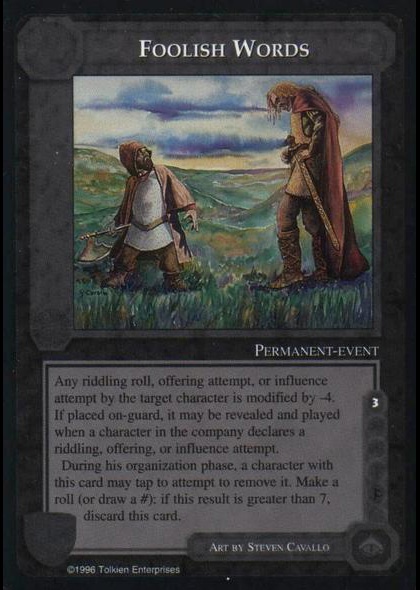 FOOLISH WORDS
PERMANENT-EVENT
Any riddling roll, offering attempt, or influence
attempt by the target character is modified by –4.
If placed on-guard, it may be revealed and played
when a character in the company declares a
riddling, offering, or influence attempt.
During his organization phase, a character with
this card may tap to attempt to remove it. Make a
roll (or draw a #): if this result is greater than 7,
discard this card.
3
ART BY STEVEN CAVALLO
©1996 Tolkien Enterprises